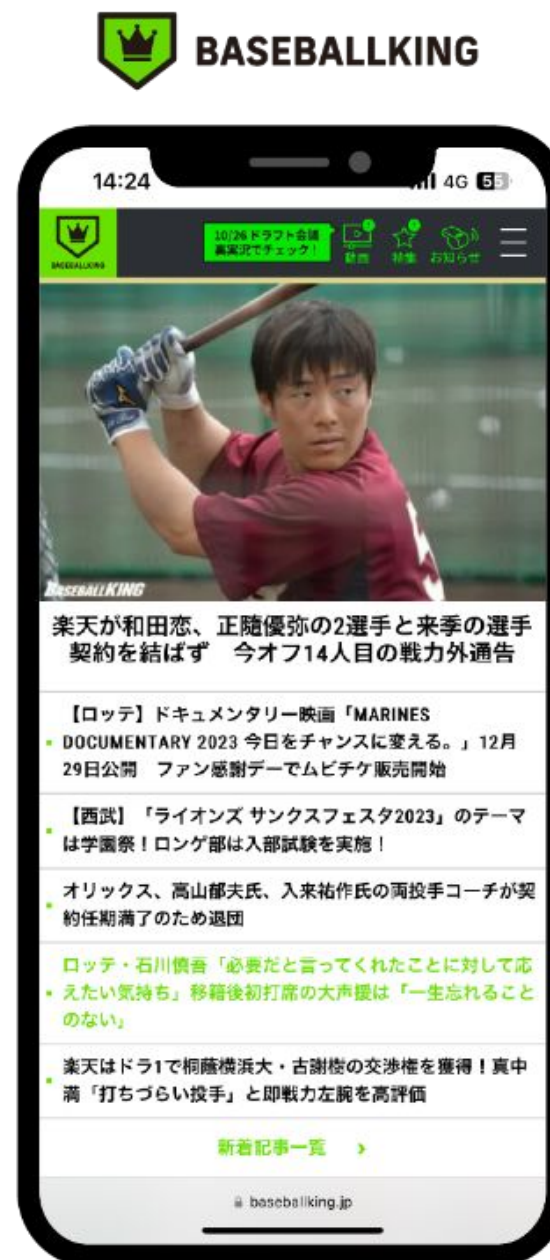 BASEBALLKING
14:24
4G 55
BASEBALLKING
10/26 ドラフト会議
裏実況でチェック!
動画 特集 お知らせ
BASEBALL KING
楽天が和田恋、正隨優弥の2選手と来季の選手
契約を結ばず 今オフ14人目の戦力外通告
【ロッテ】ドキュメンタリー映画「MARINES
DOCUMENTARY 2023 今日をチャンスに変える。」12月
29日公開 ファン感謝デーでムビチケ販売開始
【西武】「ライオンズ サンクスフェスタ2023」のテーマ
は学園祭!ロンゲ部は入部試験を実施!
オリックス、高山郁夫氏、入来祐作氏の両投手コーチが契
約任期満了のため退団
ロッテ・石川慎吾「必要だと言ってくれたことに対して応
えたい気持ち」移籍後初打席の大声援は「一生忘れること
のない」
楽天はドラ1で桐蔭横浜大・古謝樹の交渉権を獲得!真中
満「打ちづらい投手」と即戦力左腕を高評価
新着記事一覧 >
baseballking.jp